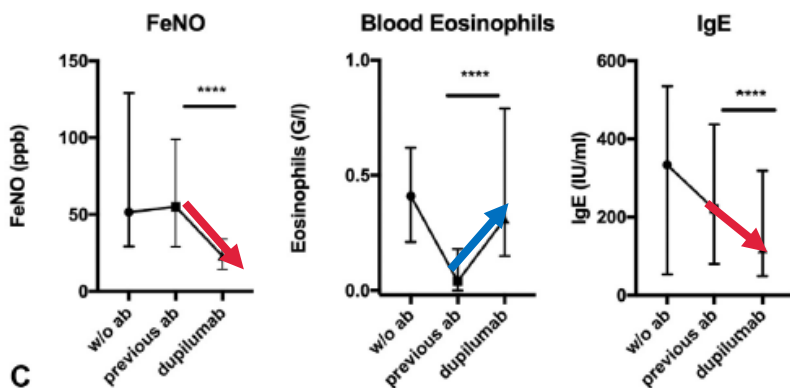 FeNO
150
100
50
0
FeNO (ppb)
****
w/o ab
previous ab
dupilumab
Blood Eosinophils
1.0
0.5
0.0
Eosinophils (G/l)
****
w/o ab
previous ab
dupilumab
IgE
600
400
200
0
IgE (IU/ml)
****
w/o ab
previous ab
dupilumab
C